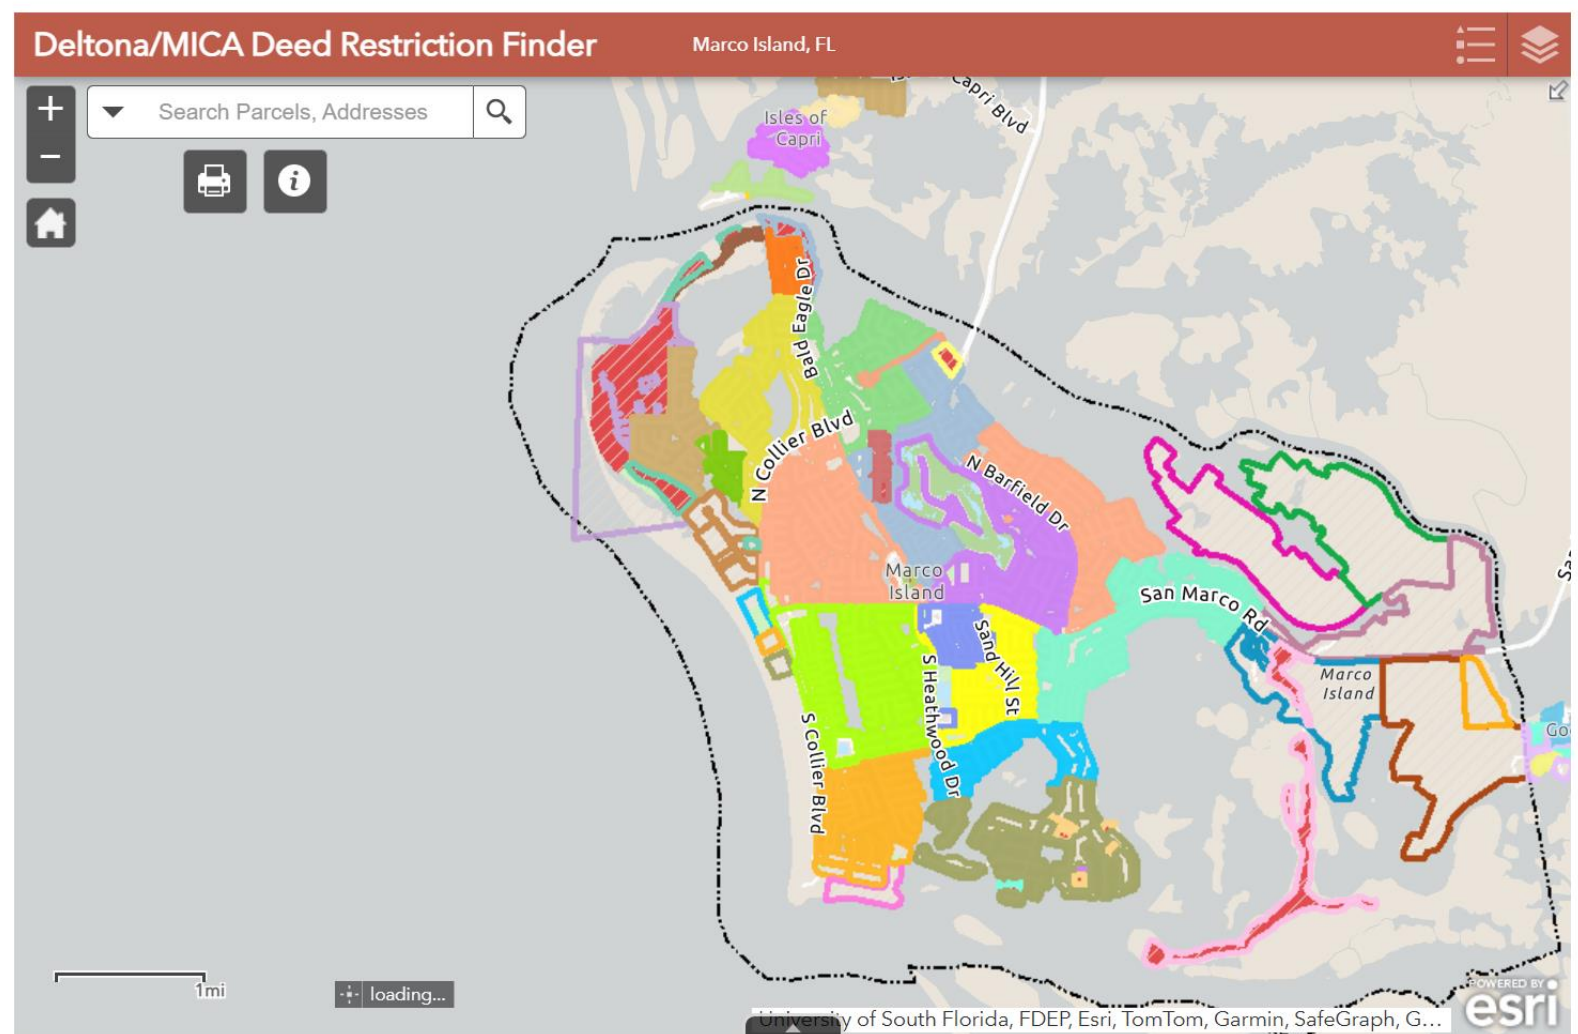 Deltona/MICA Deed Restriction Finder
Marco Island, FL
+
Search Parcels, Addresses
−
Capri Blvd
Isles of
Capri
Bald Eagle Dr
N Collier Blvd
N Barfield Dr
Marco
Island
San Marco Rd
Sand Hill St
S Heathwood Dr
Marco
Island
S Collier Blvd
Goo
1mi
loading...
POWERED BY
esri
University of South Florida, FDEP, Esri, TomTom, Garmin, SafeGraph, G...